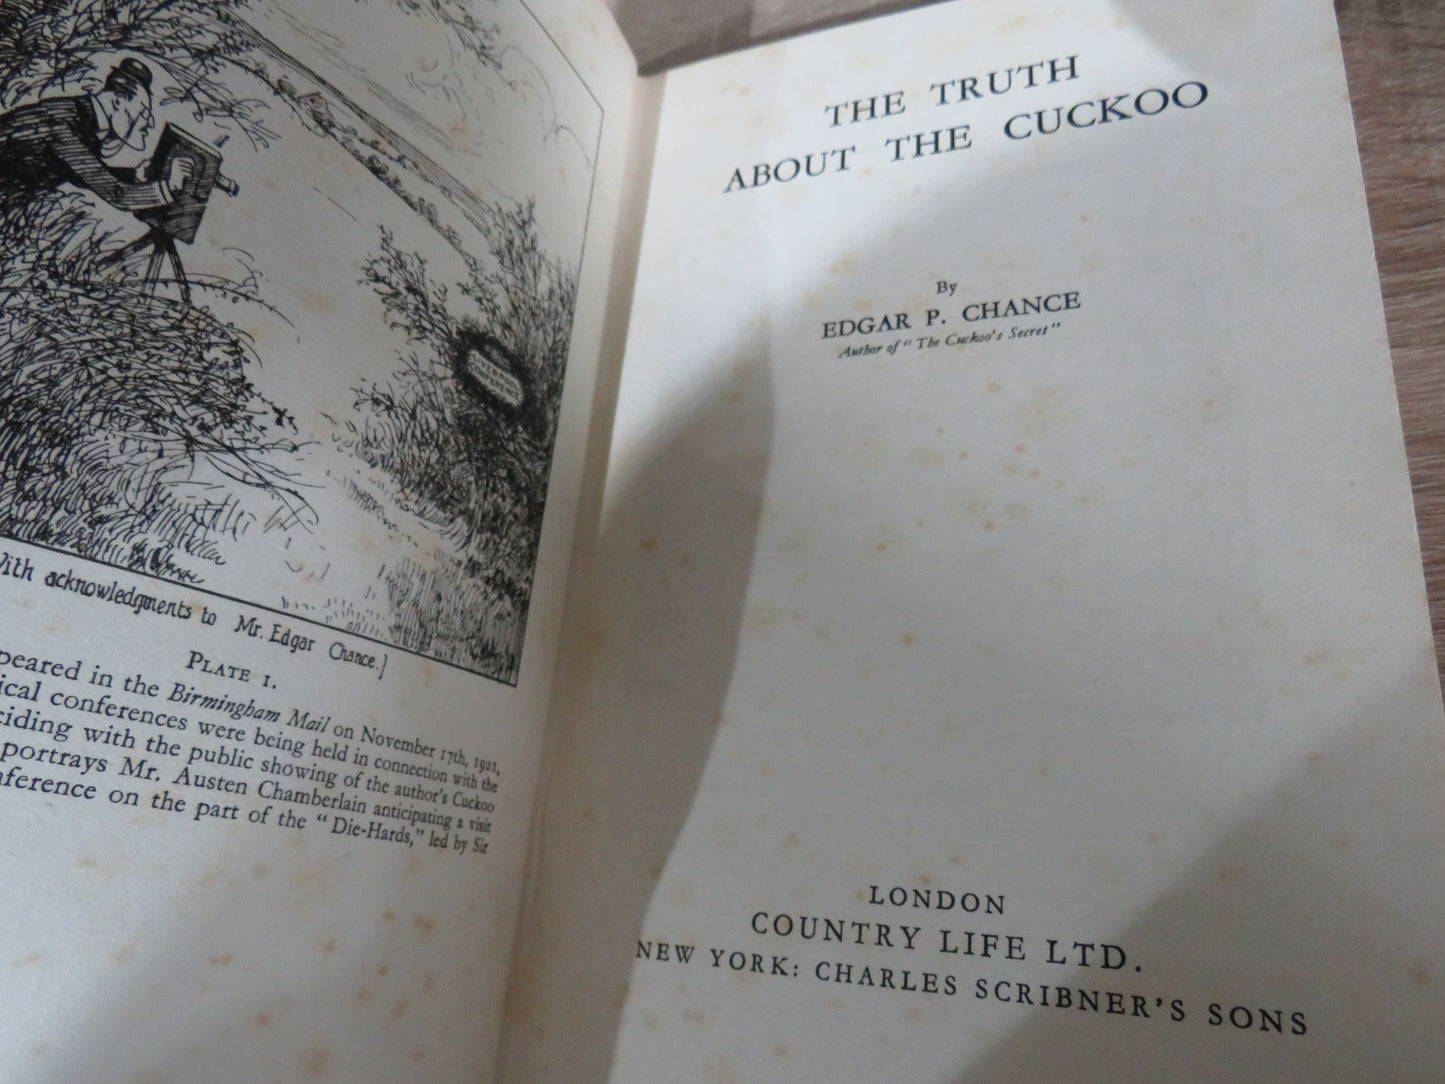 LIVERPOOL
With acknowledgments to Mr. Edgar Chance.]
PLATE I.
peared in the Birmingham Mail on November 17th, 1921,
ical conferences were being held in connection with the
ciding with the public showing of the author's Cuckoo
portrays Mr. Austen Chamberlain anticipating a visit
nference on the part of the "Die-Hards," led by Sir
THE TRUTH
ABOUT THE CUCKOO
By
EDGAR P. CHANCE
Author of "The Cuckoo's Secret"
LONDON
COUNTRY LIFE LTD.
NEW YORK: CHARLES SCRIBNER'S SONS